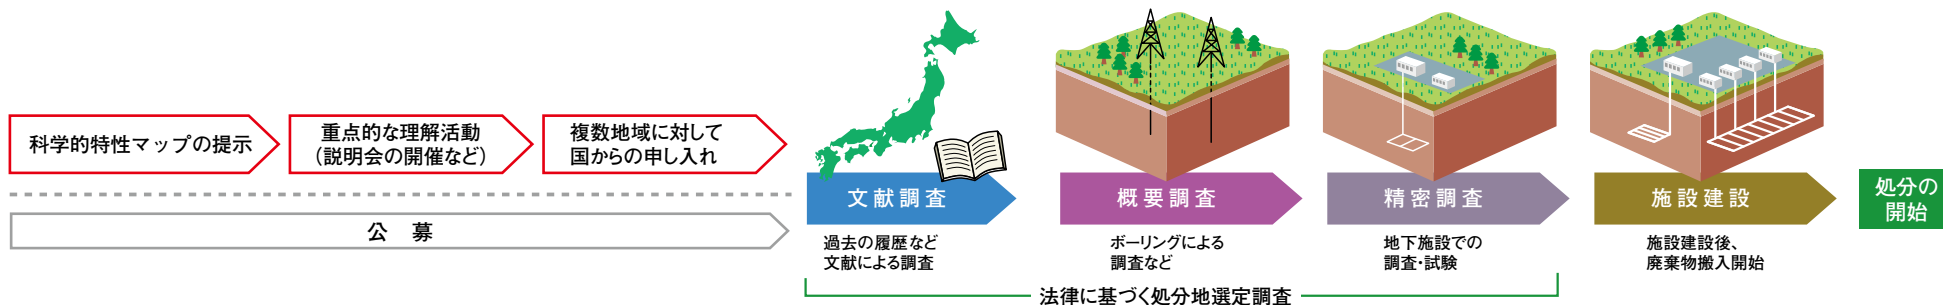 科学的特性マップの提示
重点的な理解活動
(説明会の開催など)
複数地域に対して
国からの申し入れ
公　募
文献調査
過去の履歴など
文献による調査
概要調査
ボーリングによる
調査など
精密調査
地下施設での
調査・試験
施設建設
施設建設後、
廃棄物搬入開始
処分の
開始
法律に基づく処分地選定調査